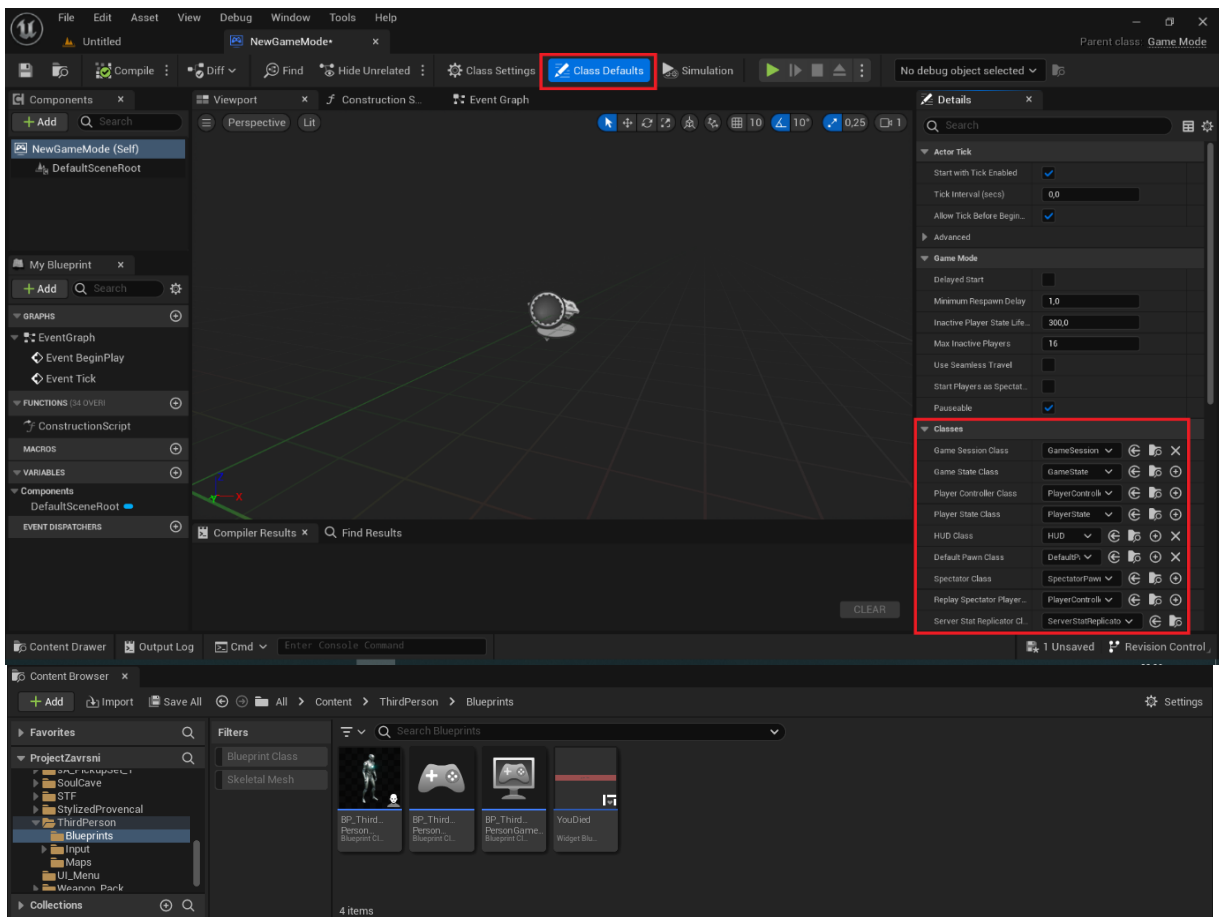 File Edit Asset View Debug Window Tools Help
Untitled NewGameMode• Parent class: Game Mode
Compile Diff Find Hide Unrelated Class Settings Class Defaults Simulation No debug object selected
Components
Add Search
NewGameMode (Self)
DefaultSceneRoot
My Blueprint
Add Search
GRAPHS
EventGraph
Event BeginPlay
Event Tick
FUNCTIONS (34 OVERI
ConstructionScript
MACROS
VARIABLES
Components
DefaultSceneRoot
EVENT DISPATCHERS
Viewport Construction S... Event Graph
Perspective Lit 10 10° 0,25 1
X
Compiler Results Find Results
CLEAR
Details
Search
Actor Tick
Start with Tick Enabled
Tick Interval (secs) 0,0
Allow Tick Before Begin...
Advanced
Game Mode
Delayed Start
Minimum Respawn Delay 1,0
Inactive Player State Life... 300,0
Max Inactive Players 16
Use Seamless Travel
Start Players as Spectat...
Pauseable
Classes
Game Session Class GameSession
Game State Class GameState
Player Controller Class PlayerControlle
Player State Class PlayerState
HUD Class HUD
Default Pawn Class DefaultPa
Spectator Class SpectatorPawn
Replay Spectator Player... PlayerControlle
Server Stat Replicator Cl... ServerStatReplicato
Content Drawer Output Log Cmd Enter Console Command 1 Unsaved Revision Control
Content Browser
Add Import Save All All Content ThirdPerson Blueprints Settings
Favorites
ProjectZavrsni
SoulCave
STF
StylizedProvencal
ThirdPerson
Blueprints
Input
Maps
UI_Menu
Weapon_Pack
Collections
Filters
Blueprint Class
Skeletal Mesh
Search Blueprints
BP_Third... Person... Blueprint Cl...
BP_Third... Person... Blueprint Cl...
BP_Third... PersonGame... Blueprint Cl...
YouDied Widget Blu...
4 items